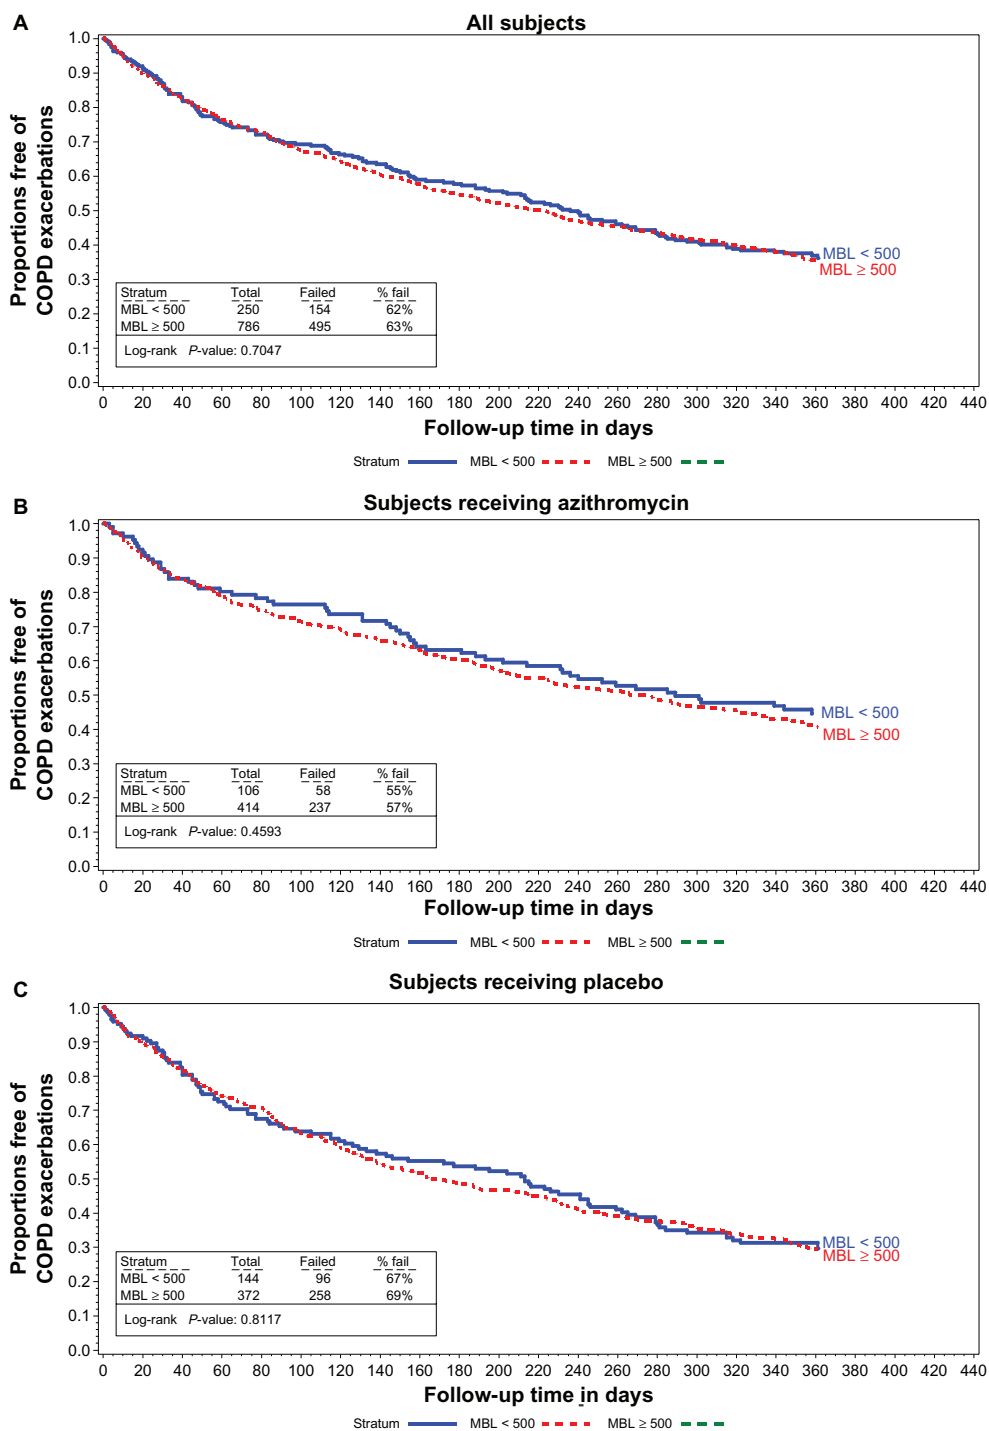 A
All subjects
Proportions free of
COPD exacerbations
1.0
0.9
0.8
0.7
0.6
0.5
0.4
0.3
0.2
0.1
0.0
MBL < 500
MBL ≥ 500
Stratum Total Failed % fail
MBL < 500 250 154 62%
MBL ≥ 500 786 495 63%
Log-rank P-value: 0.7047
0 20 40 60 80 100 120 140 160 180 200 220 240 260 280 300 320 340 360 380 400 420 440
Follow-up time in days
Stratum MBL < 500 MBL ≥ 500
B
Subjects receiving azithromycin
Proportions free of
COPD exacerbations
1.0
0.9
0.8
0.7
0.6
0.5
0.4
0.3
0.2
0.1
0.0
MBL < 500
MBL ≥ 500
Stratum Total Failed % fail
MBL < 500 106 58 55%
MBL ≥ 500 414 237 57%
Log-rank P-value: 0.4593
0 20 40 60 80 100 120 140 160 180 200 220 240 260 280 300 320 340 360 380 400 420 440
Follow-up time in days
Stratum MBL < 500 MBL ≥ 500
C
Subjects receiving placebo
Proportions free of
COPD exacerbations
1.0
0.9
0.8
0.7
0.6
0.5
0.4
0.3
0.2
0.1
0.0
MBL < 500
MBL ≥ 500
Stratum Total Failed % fail
MBL < 500 144 96 67%
MBL ≥ 500 372 258 69%
Log-rank P-value: 0.8117
0 20 40 60 80 100 120 140 160 180 200 220 240 260 280 300 320 340 360 380 400 420 440
Follow-up time in days
Stratum MBL < 500 MBL ≥ 500